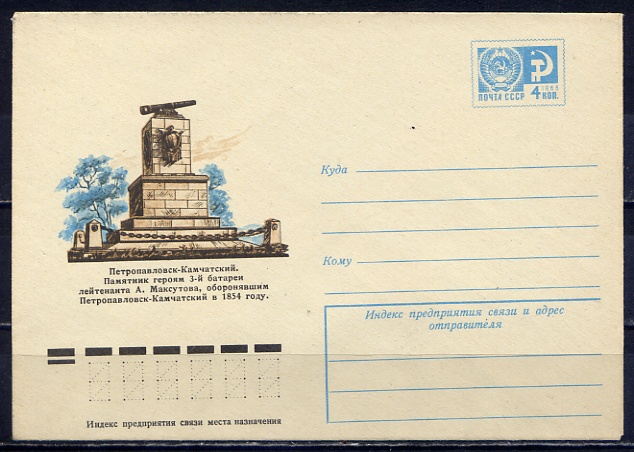 ПОЧТА СССР
4 КОП.
1966
Куда
Кому
Петропавловск-Камчатский.
Памятник героям 3-й батареи
лейтенанта А. Максутова, оборонявшим
Петропавловск-Камчатский в 1854 году.
Индекс предприятия связи и адрес
отправителя
Индекс предприятия связи места назначения